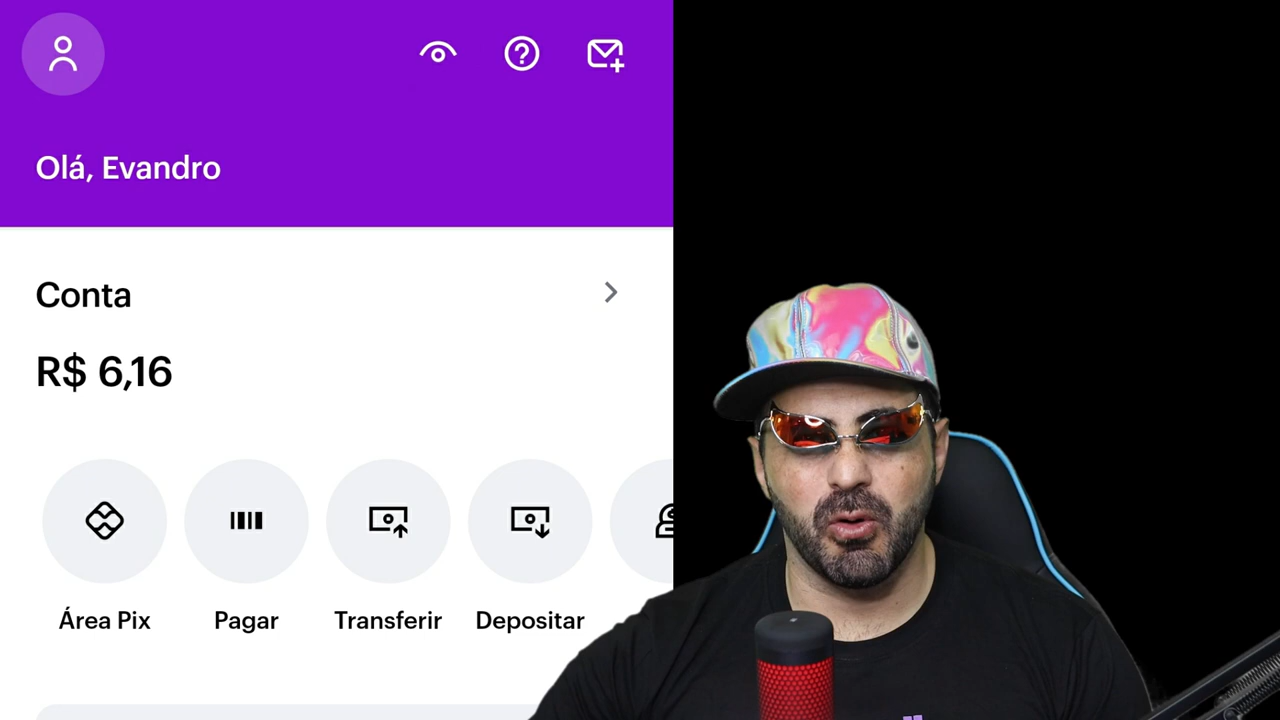 Olá, Evandro
Conta
R$ 6,16
Área Pix
Pagar
Transferir
Depositar